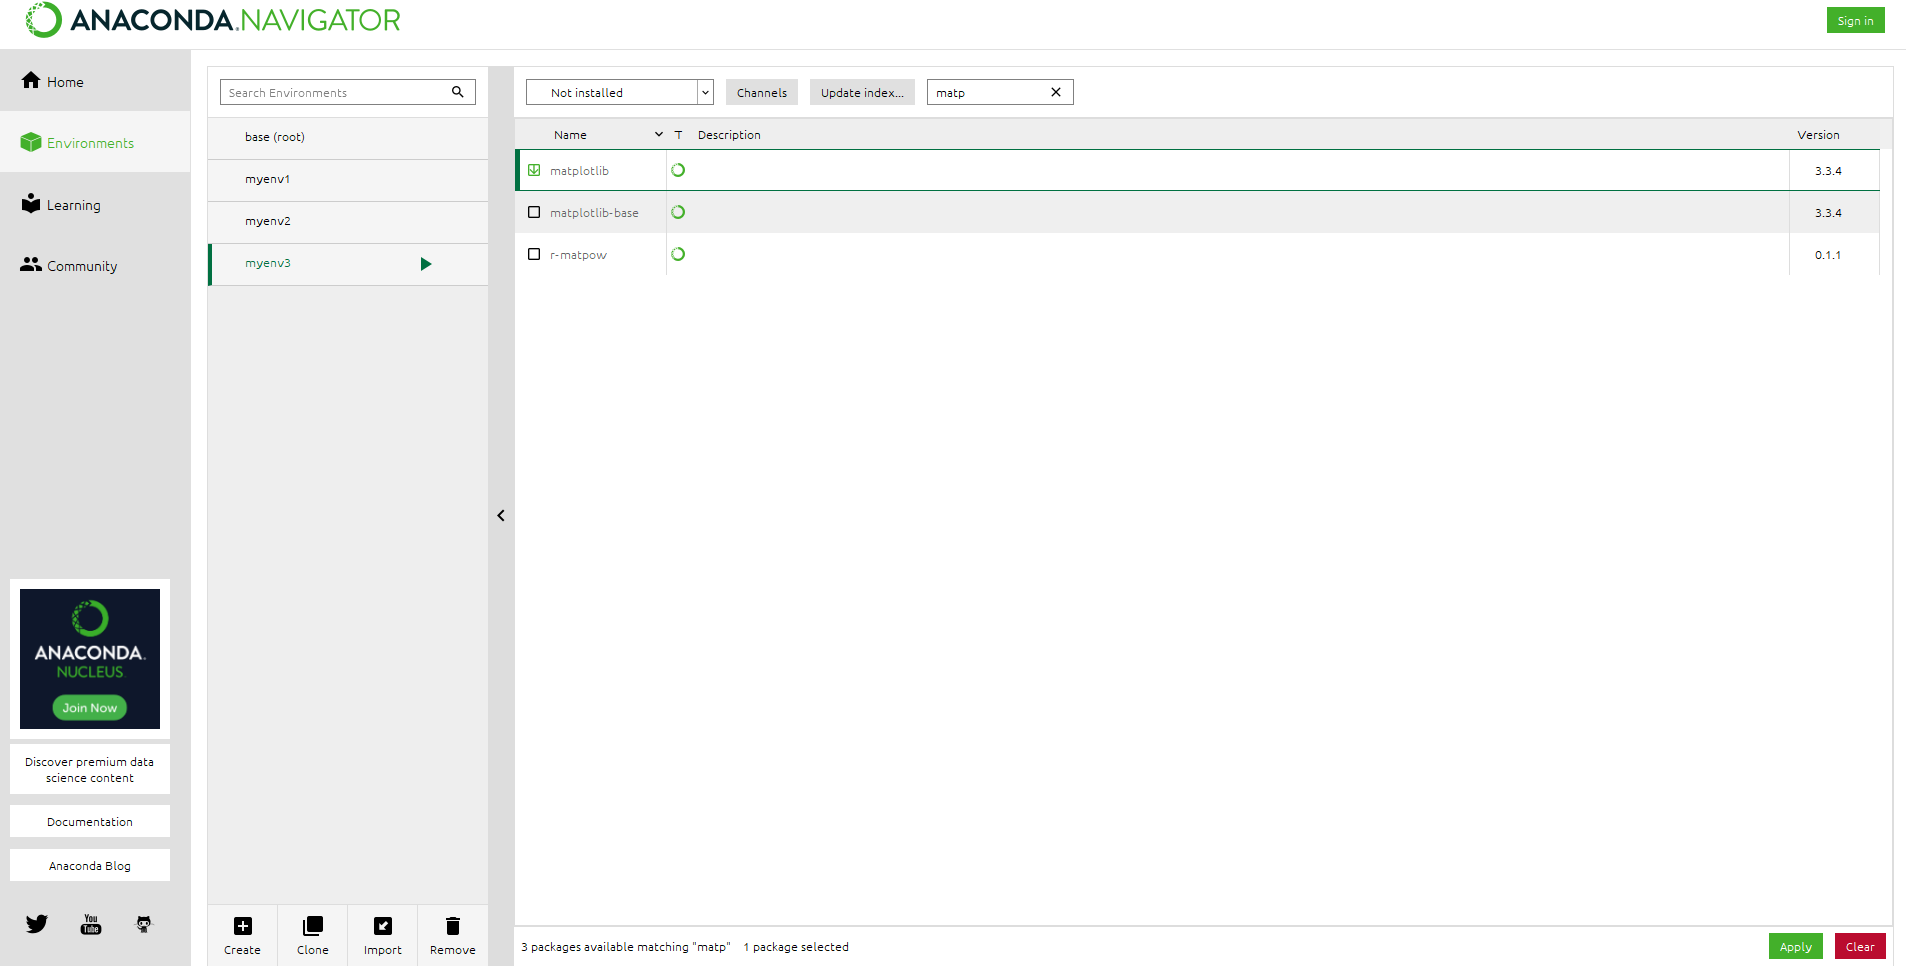 ANACONDA.NAVIGATOR
Sign in
Home
Environments
Learning
Community
ANACONDA.
NUCLEUS
Join Now
Discover premium data
science content
Documentation
Anaconda Blog
You
Tube
Search Environments
base (root)
myenv1
myenv2
myenv3
Create
Clone
Import
Remove
Not installed
Channels
Update index...
matp
Name
T
Description
Version
matplotlib
3.3.4
matplotlib-base
3.3.4
r-matpow
0.1.1
3 packages available matching "matp" 1 package selected
Apply
Clear